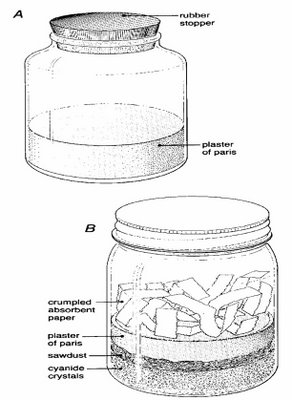 A
rubber
stopper
plaster
of paris
B
crumpled
absorbent
paper
plaster
of paris
sawdust
cyanide
crystals